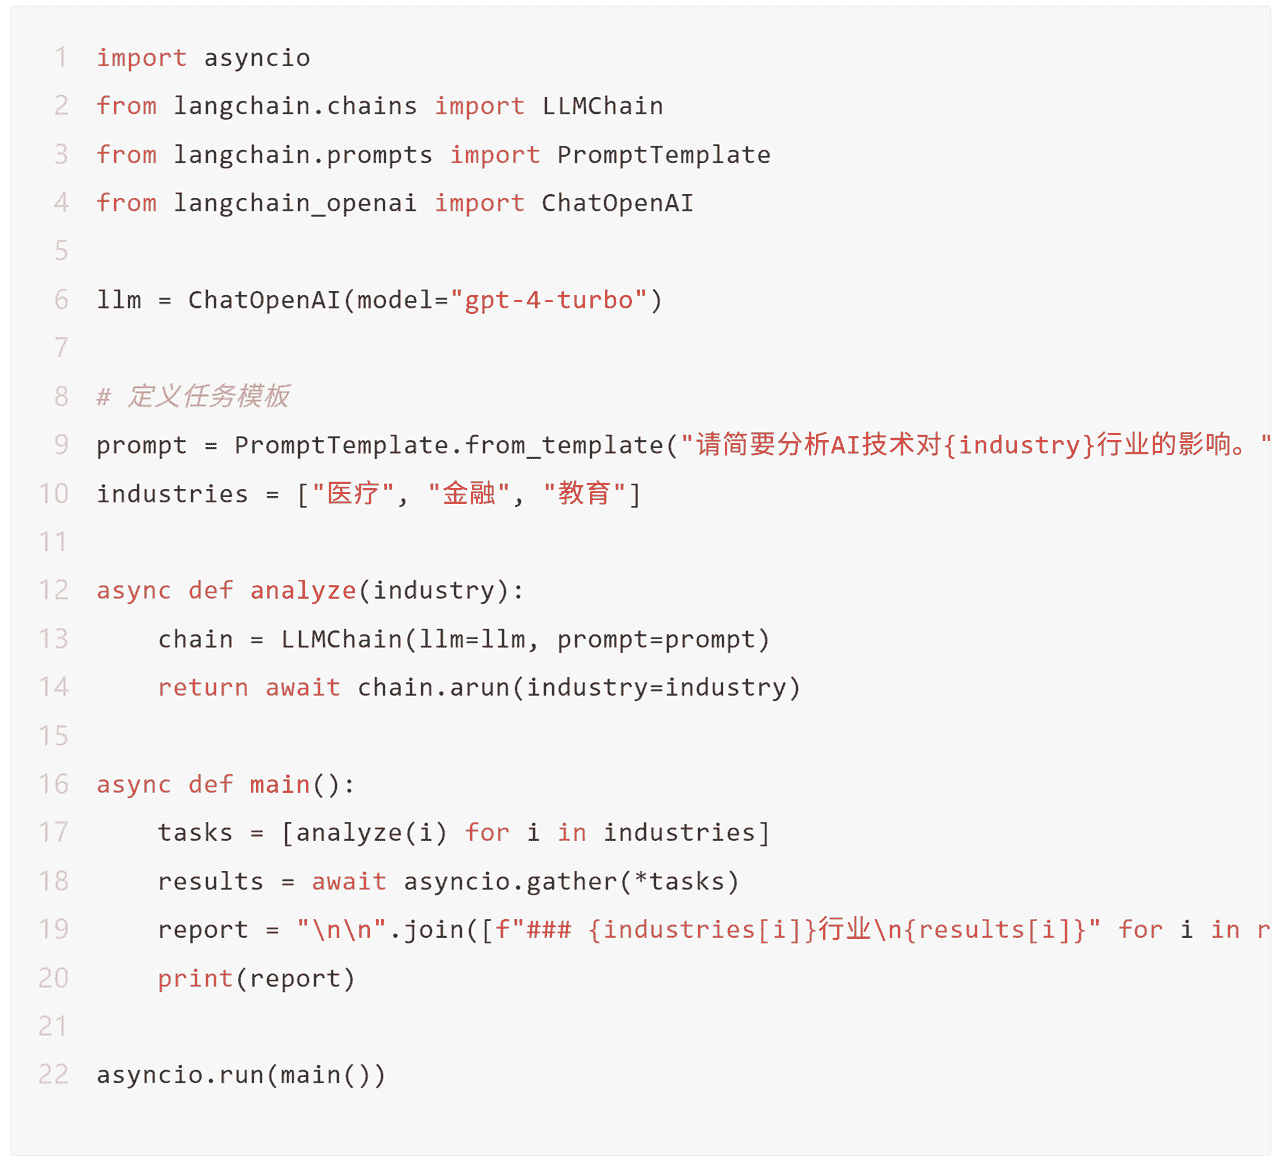 1 import asyncio
2 from langchain.chains import LLMChain
3 from langchain.prompts import PromptTemplate
4 from langchain_openai import ChatOpenAI
5
6 llm = ChatOpenAI(model="gpt-4-turbo")
7
8 # 定义任务模板
9 prompt = PromptTemplate.from_template("请简要分析AI技术对{industry}行业的影响。"
10 industries = ["医疗", "金融", "教育"]
11
12 async def analyze(industry):
13     chain = LLMChain(llm=llm, prompt=prompt)
14     return await chain.arun(industry=industry)
15
16 async def main():
17     tasks = [analyze(i) for i in industries]
18     results = await asyncio.gather(*tasks)
19     report = "\n\n".join([f"### {industries[i]}行业\n{results[i]}" for i in r
20     print(report)
21
22 asyncio.run(main())